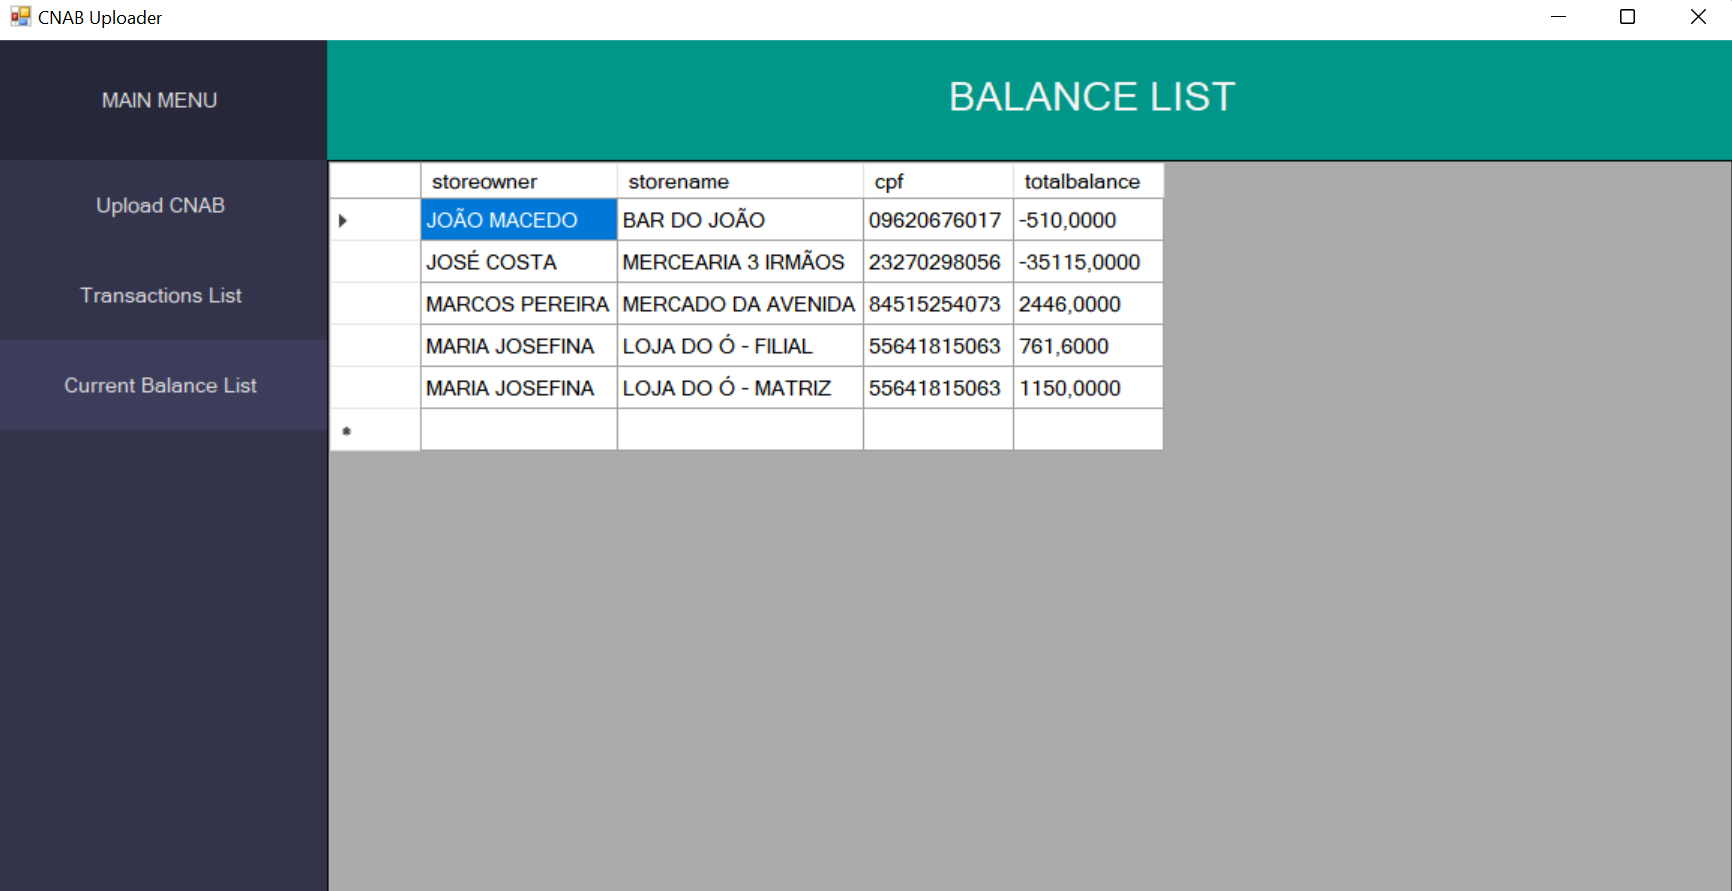 CNAB Uploader
MAIN MENU
BALANCE LIST
Upload CNAB
Transactions List
Current Balance List
storeowner storename cpf totalbalance
JOÃO MACEDO BAR DO JOÃO 09620676017 -510,0000
JOSÉ COSTA MERCEARIA 3 IRMÃOS 23270298056 -35115,0000
MARCOS PEREIRA MERCADO DA AVENIDA 84515254073 2446,0000
MARIA JOSEFINA LOJA DO Ó - FILIAL 55641815063 761,6000
MARIA JOSEFINA LOJA DO Ó - MATRIZ 55641815063 1150,0000